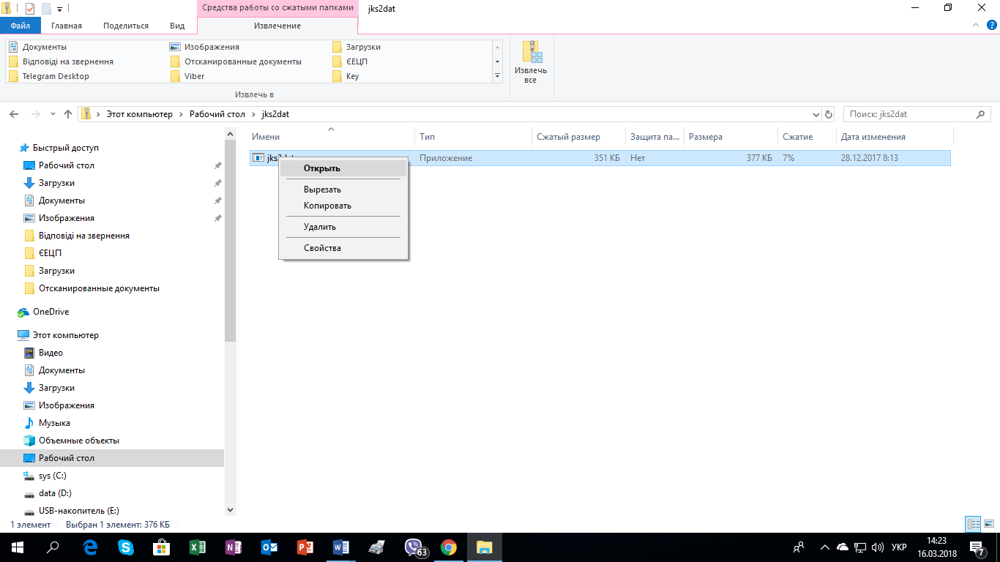 Средства работы со сжатыми папками
jks2dat
Файл
Главная
Поделиться
Вид
Извлечение
Документы
Изображения
Загрузки
Відповіді на звернення
Отсканированные документы
ЄЕЦП
Telegram Desktop
Viber
Key
Извлечь
все
Извлечь в
Этот компьютер
Рабочий стол
jks2dat
Поиск: jks2dat
Имени
Тип
Сжатый размер
Защита па...
Размера
Сжатие
Дата изменения
Приложение
351 КБ
Нет
377 КБ
7%
28.12.2017 8:13
Открыть
Вырезать
Копировать
Удалить
Свойства
Быстрый доступ
Рабочий стол
Загрузки
Документы
Изображения
Відповіді на звернення
ЄЕЦП
Загрузки
Отсканированные документы
OneDrive
Этот компьютер
Видео
Документы
Загрузки
Изображения
Музыка
Объемные объекты
Рабочий стол
sys (C:)
data (D:)
USB-накопитель (E:)
1 элемент
Выбран 1 элемент: 376 КБ
63
УКР
14:23
16.03.2018
7